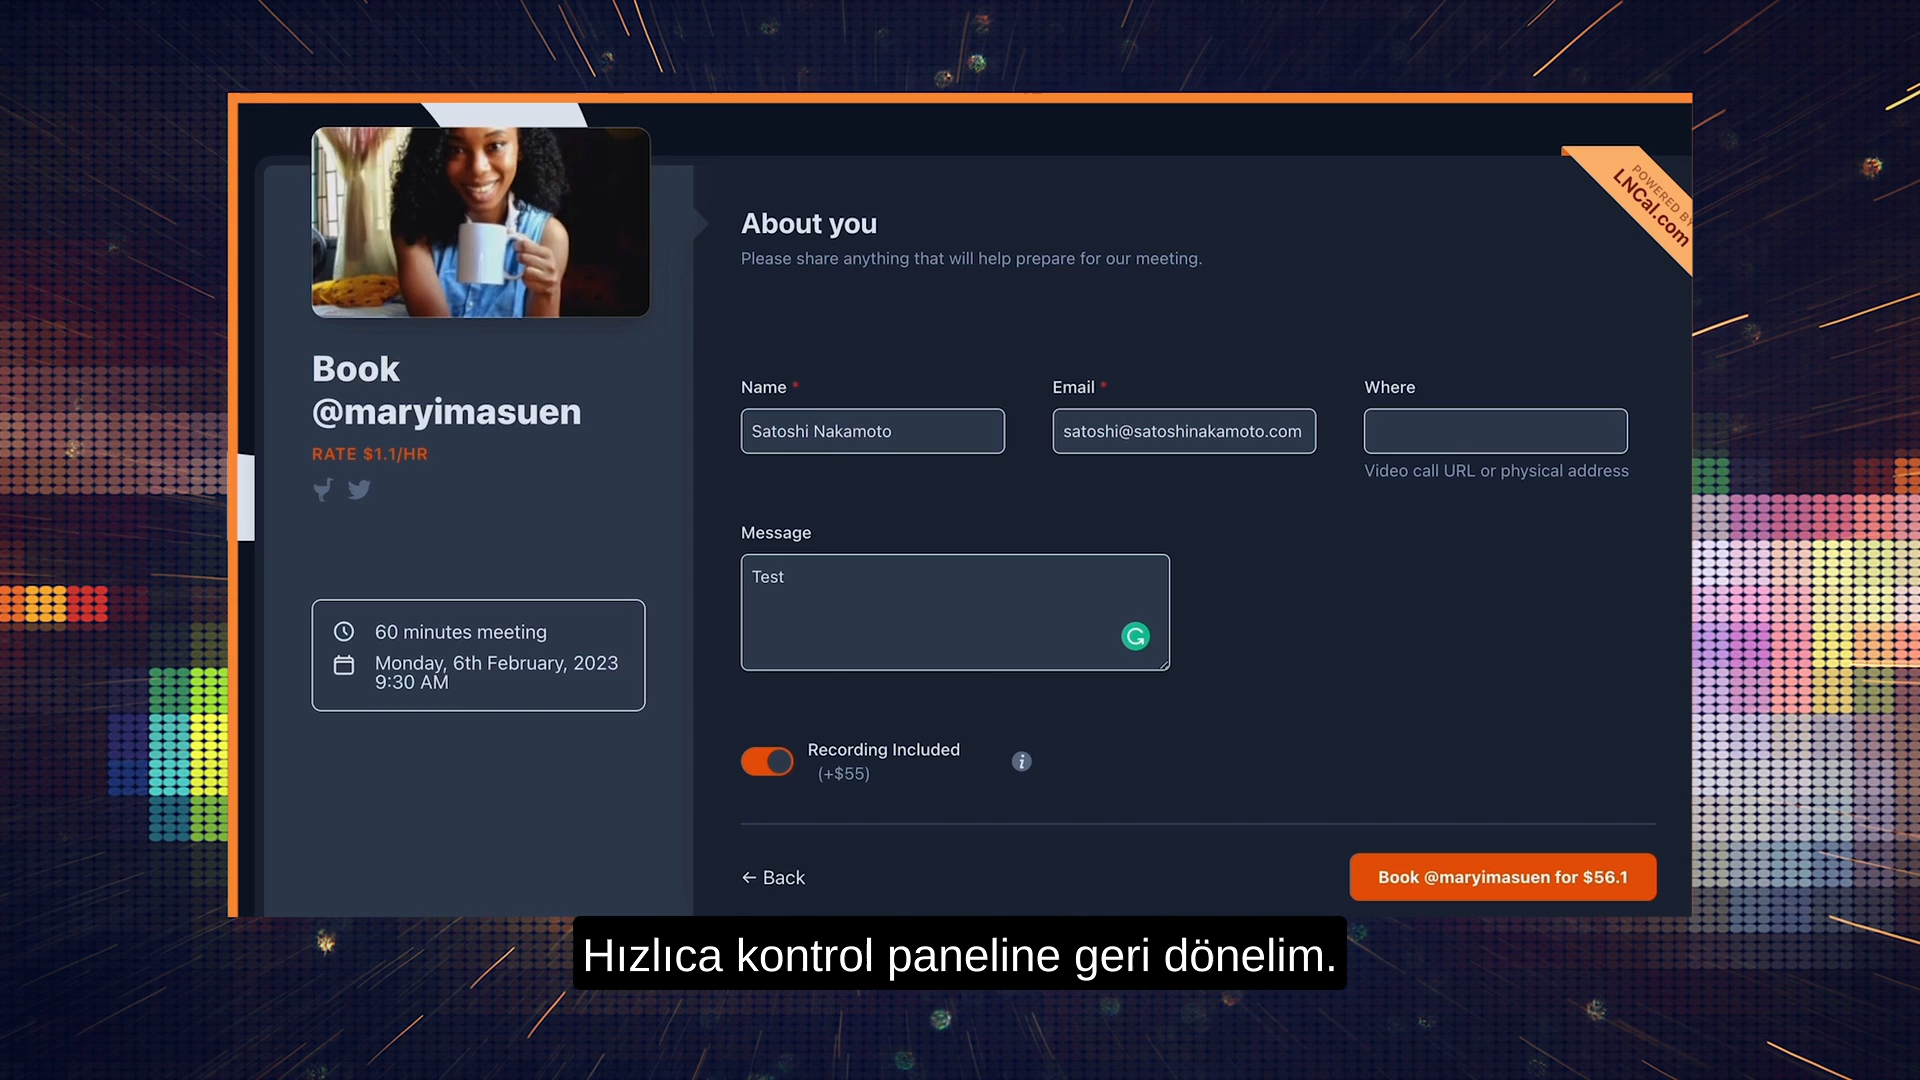 POWERED BY
LNCal.com
Book
@maryimasuen
RATE $1.1/HR
60 minutes meeting
Monday, 6th February, 2023
9:30 AM
About you
Please share anything that will help prepare for our meeting.
Name *
Email *
Where
Satoshi Nakamoto
satoshi@satoshinakamoto.com
Video call URL or physical address
Message
Test
Recording Included
(+$55)
← Back
Book @maryimasuen for $56.1
Hızlıca kontrol paneline geri dönelim.